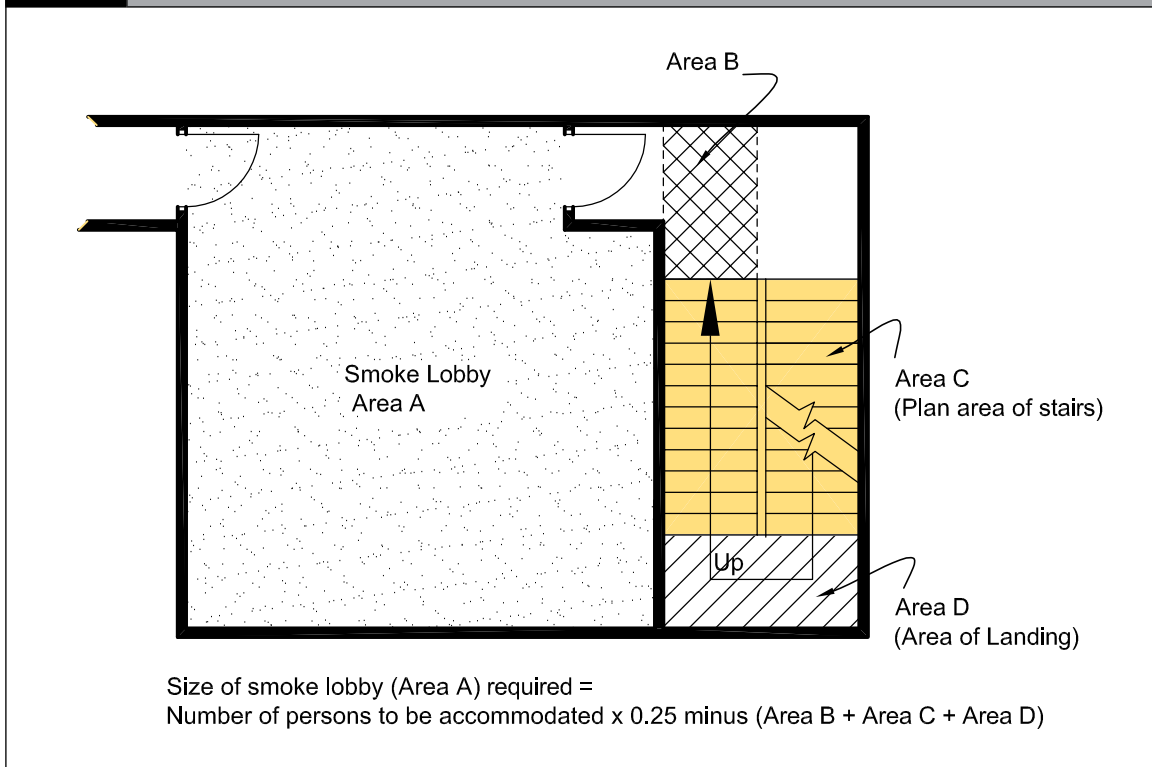 Area B
Smoke Lobby
Area A
Area C
(Plan area of stairs)
Up
Area D
(Area of Landing)
Size of smoke lobby (Area A) required =
Number of persons to be accommodated x 0.25 minus (Area B + Area C + Area D)